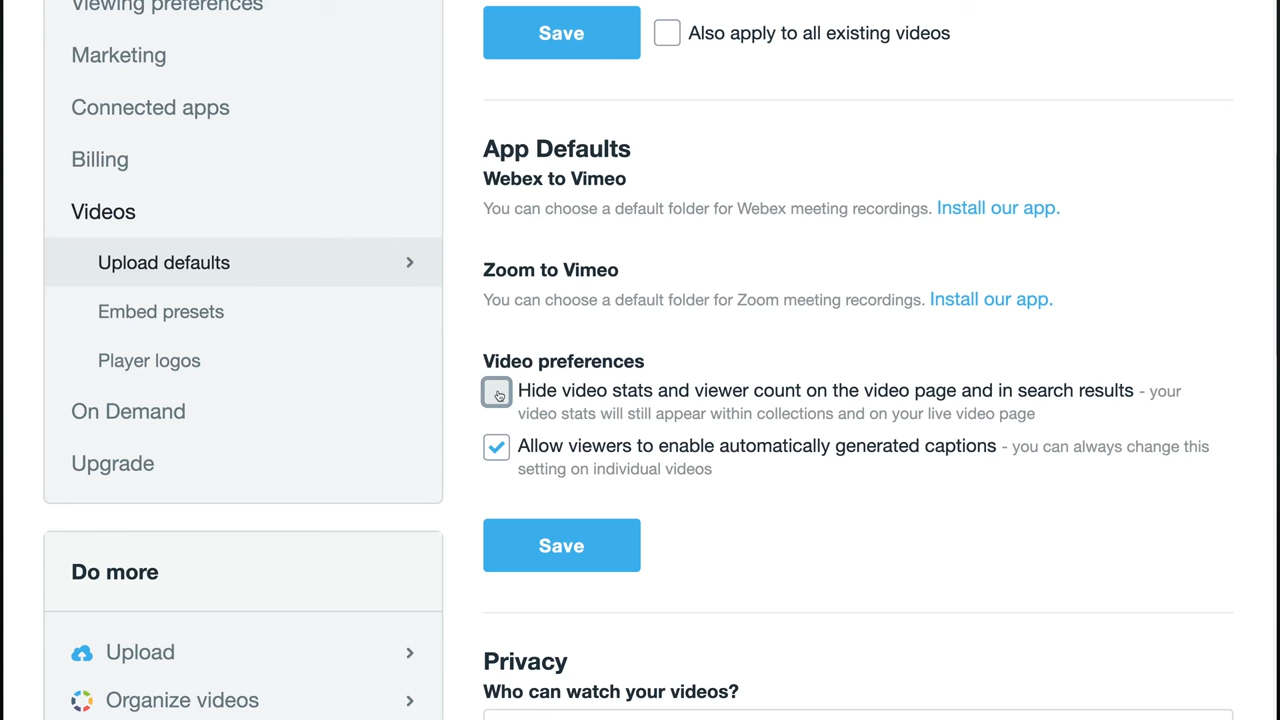 Viewing preferences
Marketing
Connected apps
Billing
Videos
Upload defaults
Embed presets
Player logos
On Demand
Upgrade
Do more
Upload
Organize videos
Save
Also apply to all existing videos
App Defaults
Webex to Vimeo
You can choose a default folder for Webex meeting recordings. Install our app.
Zoom to Vimeo
You can choose a default folder for Zoom meeting recordings. Install our app.
Video preferences
Hide video stats and viewer count on the video page and in search results - your
video stats will still appear within collections and on your live video page
Allow viewers to enable automatically generated captions - you can always change this
setting on individual videos
Save
Privacy
Who can watch your videos?